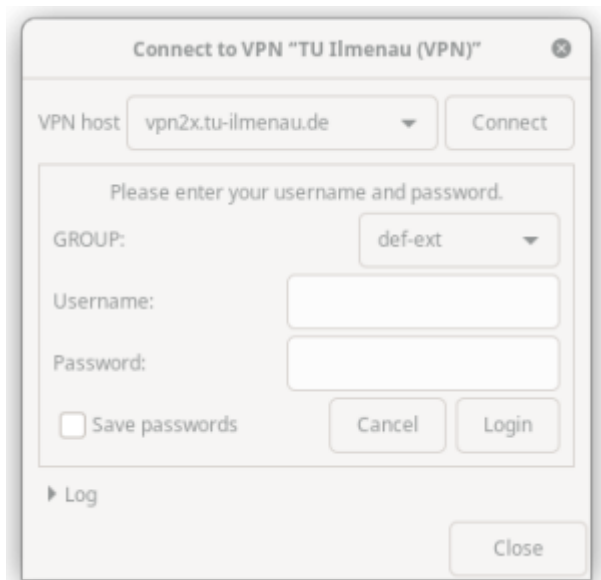 Connect to VPN “TU Ilmenau (VPN)”
VPN host vpn2x.tu-ilmenau.de Connect
Please enter your username and password.
GROUP: def-ext
Username:
Password:
Save passwords Cancel Login
Log
Close